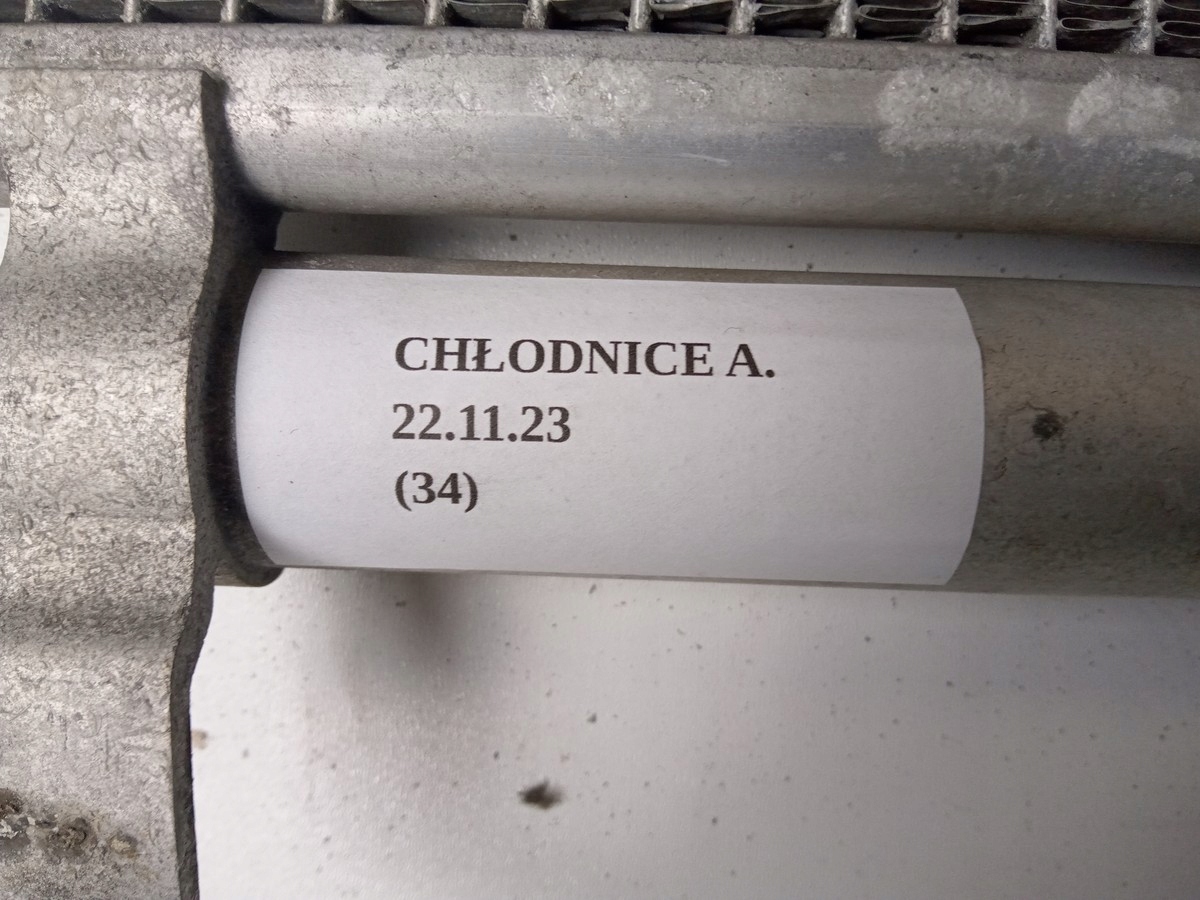 CHŁODNICE A.
22.11.23
(34)